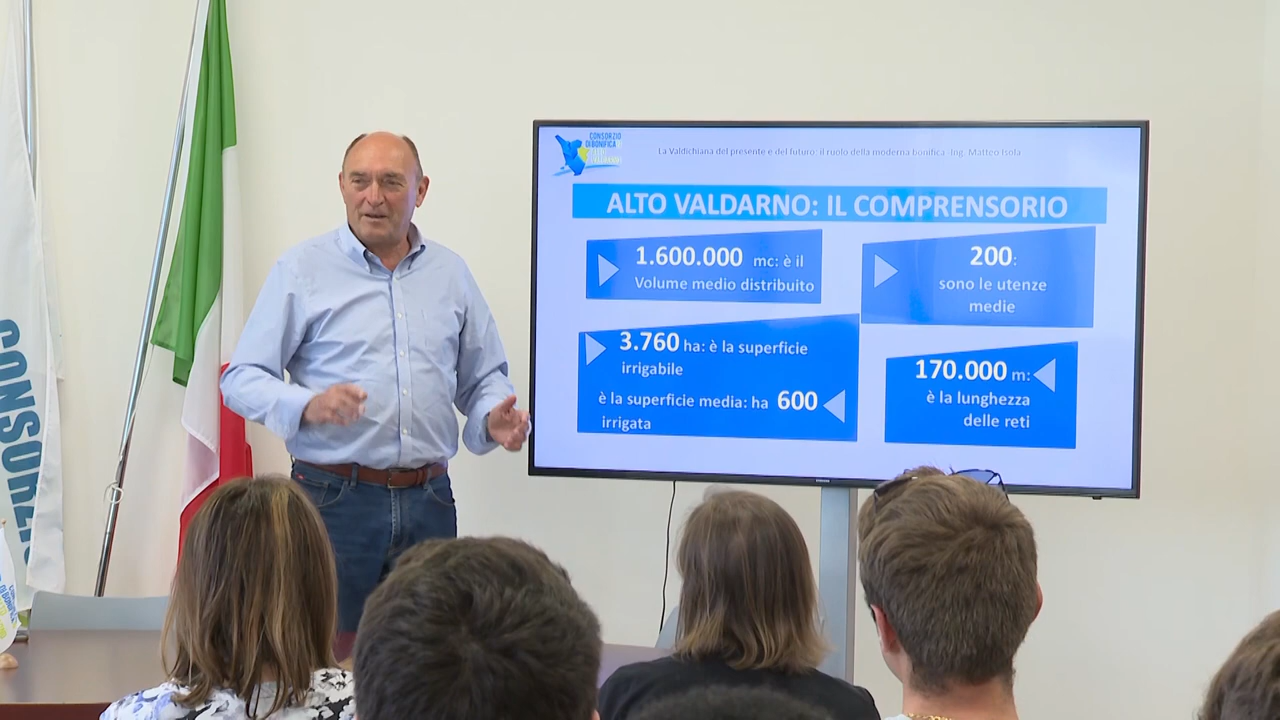 CONSORZIO
DI BONIFICA
La Valdichiana del presente e del futuro: il ruolo della moderna bonifica -Ing. Matteo Isola
ALTO VALDARNO: IL COMPRENSORIO
1.600.000 mc: è il
Volume medio distribuito
200:
sono le utenze
medie
3.760 ha: è la superficie
irrigabile
è la superficie media: ha 600
irrigata
170.000 m:
è la lunghezza
delle reti
CONSORZIO